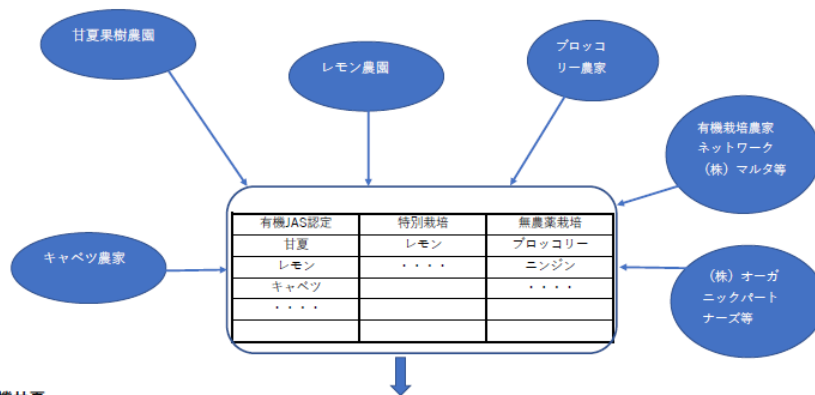 甘夏果樹農園
レモン農園
ブロッコ
リー農家
有機栽培農家
ネットワーク
(株)マルタ等
キャベツ農家
(株)オーガ
ニックパート
ナーズ等
有機JAS認定 特別栽培 無農薬栽培
甘夏 レモン ブロッコリー
レモン ・・・・ ニンジン
キャベツ ・・・・
・・・・